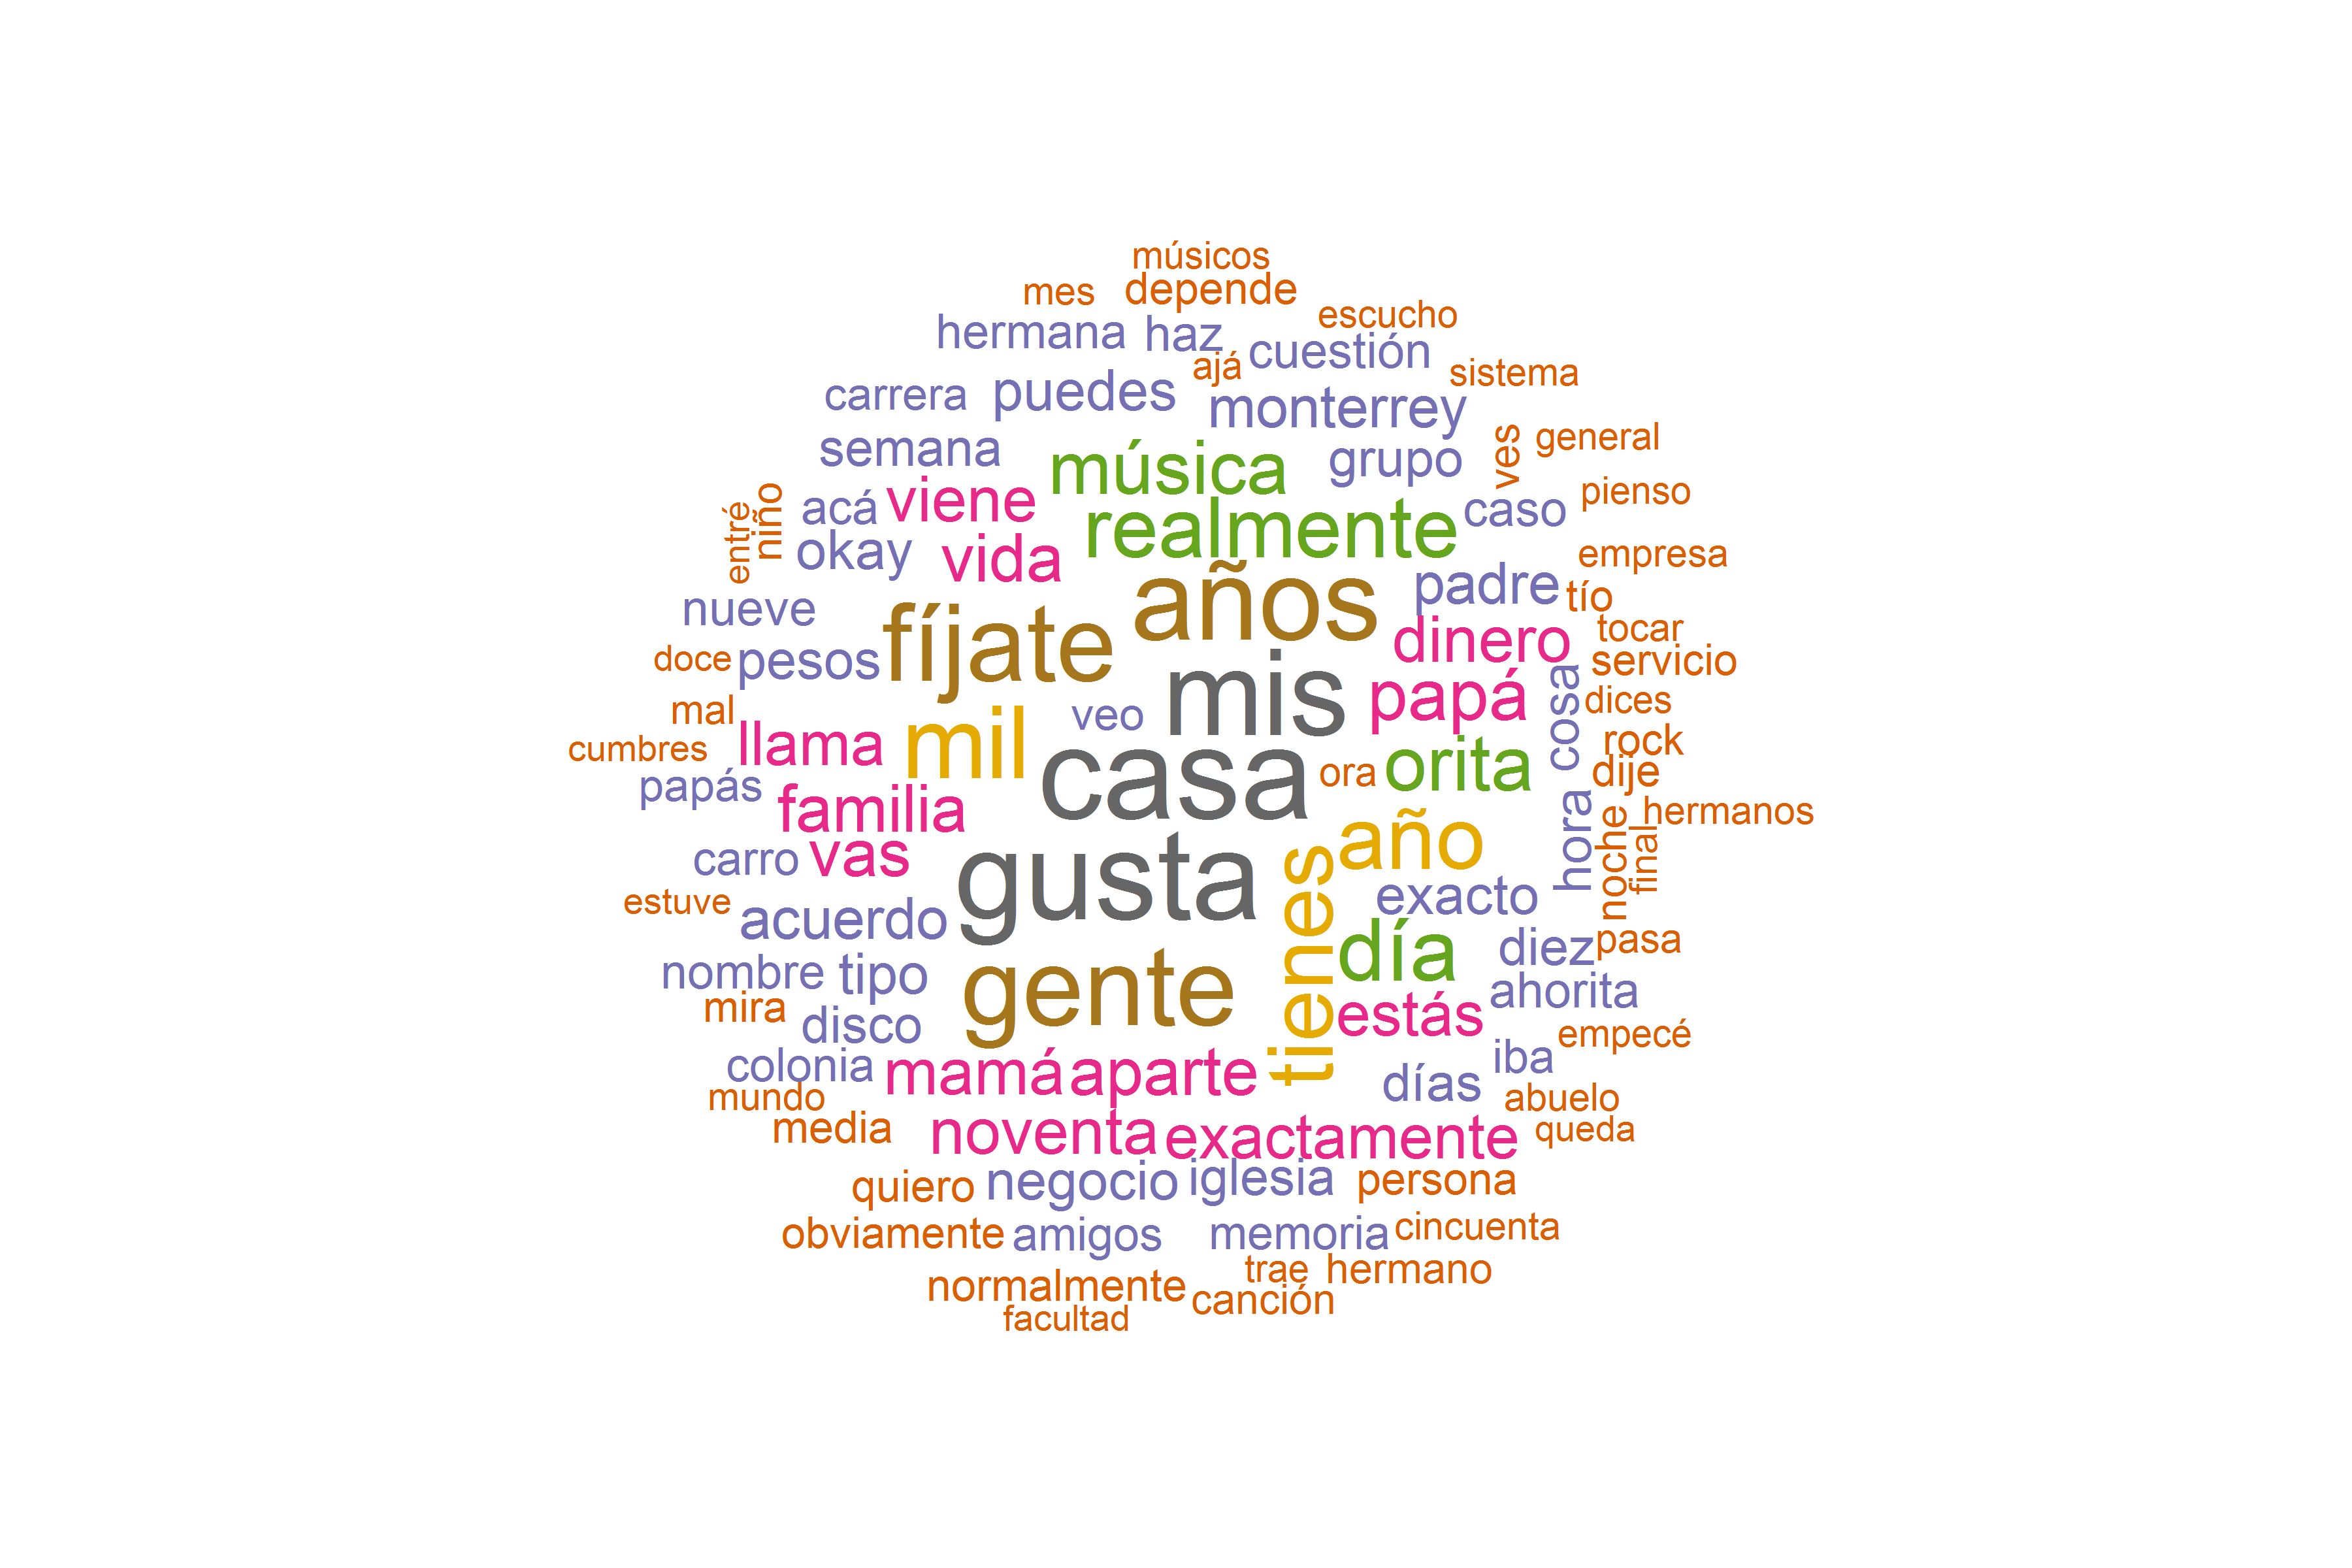 músicos
mes depende
escucho
hermana haz cuestión
ajá sistema
carrera puedes monterrey
ves general
semana música grupo
entré niño acá viene realmente caso pienso
okay vida empresa
nueve fíjate años padre tío
doce pesos dinero tocar
servicio
mal veo mis papá cosa dices
cumbres llama mil casa ora orita rock
papás dije
familia hora noche final hermanos
carro vas gusta tienes año
estuve acuerdo exacto
nombre tipo gente día diez pasa
mira disco estás ahorita
empecé
colonia mamá aparte días iba
mundo abuelo
media noventa exactamente queda
quiero negocio iglesia persona
obviamente amigos memoria cincuenta
normalmente trae hermano
facultad canción